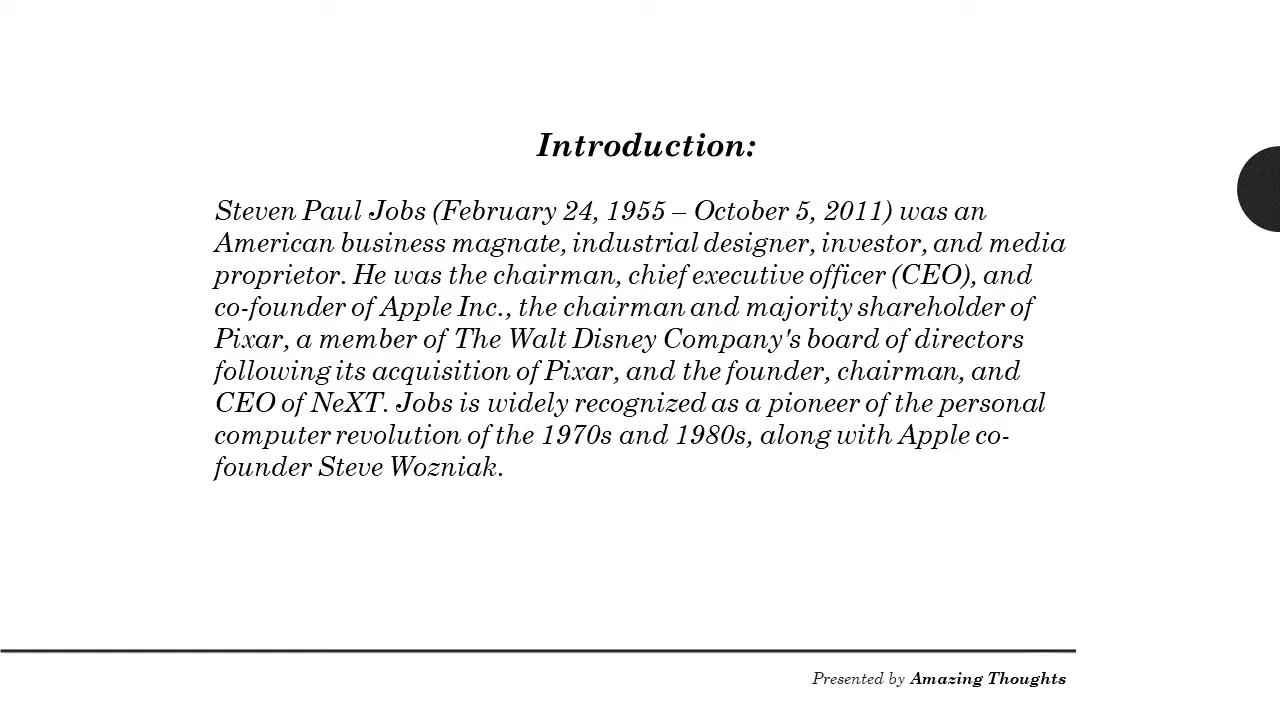 Introduction:
Steven Paul Jobs (February 24, 1955 – October 5, 2011) was an
American business magnate, industrial designer, investor, and media
proprietor. He was the chairman, chief executive officer (CEO), and
co-founder of Apple Inc., the chairman and majority shareholder of
Pixar, a member of The Walt Disney Company's board of directors
following its acquisition of Pixar, and the founder, chairman, and
CEO of NeXT. Jobs is widely recognized as a pioneer of the personal
computer revolution of the 1970s and 1980s, along with Apple co-
founder Steve Wozniak.
Presented by Amazing Thoughts